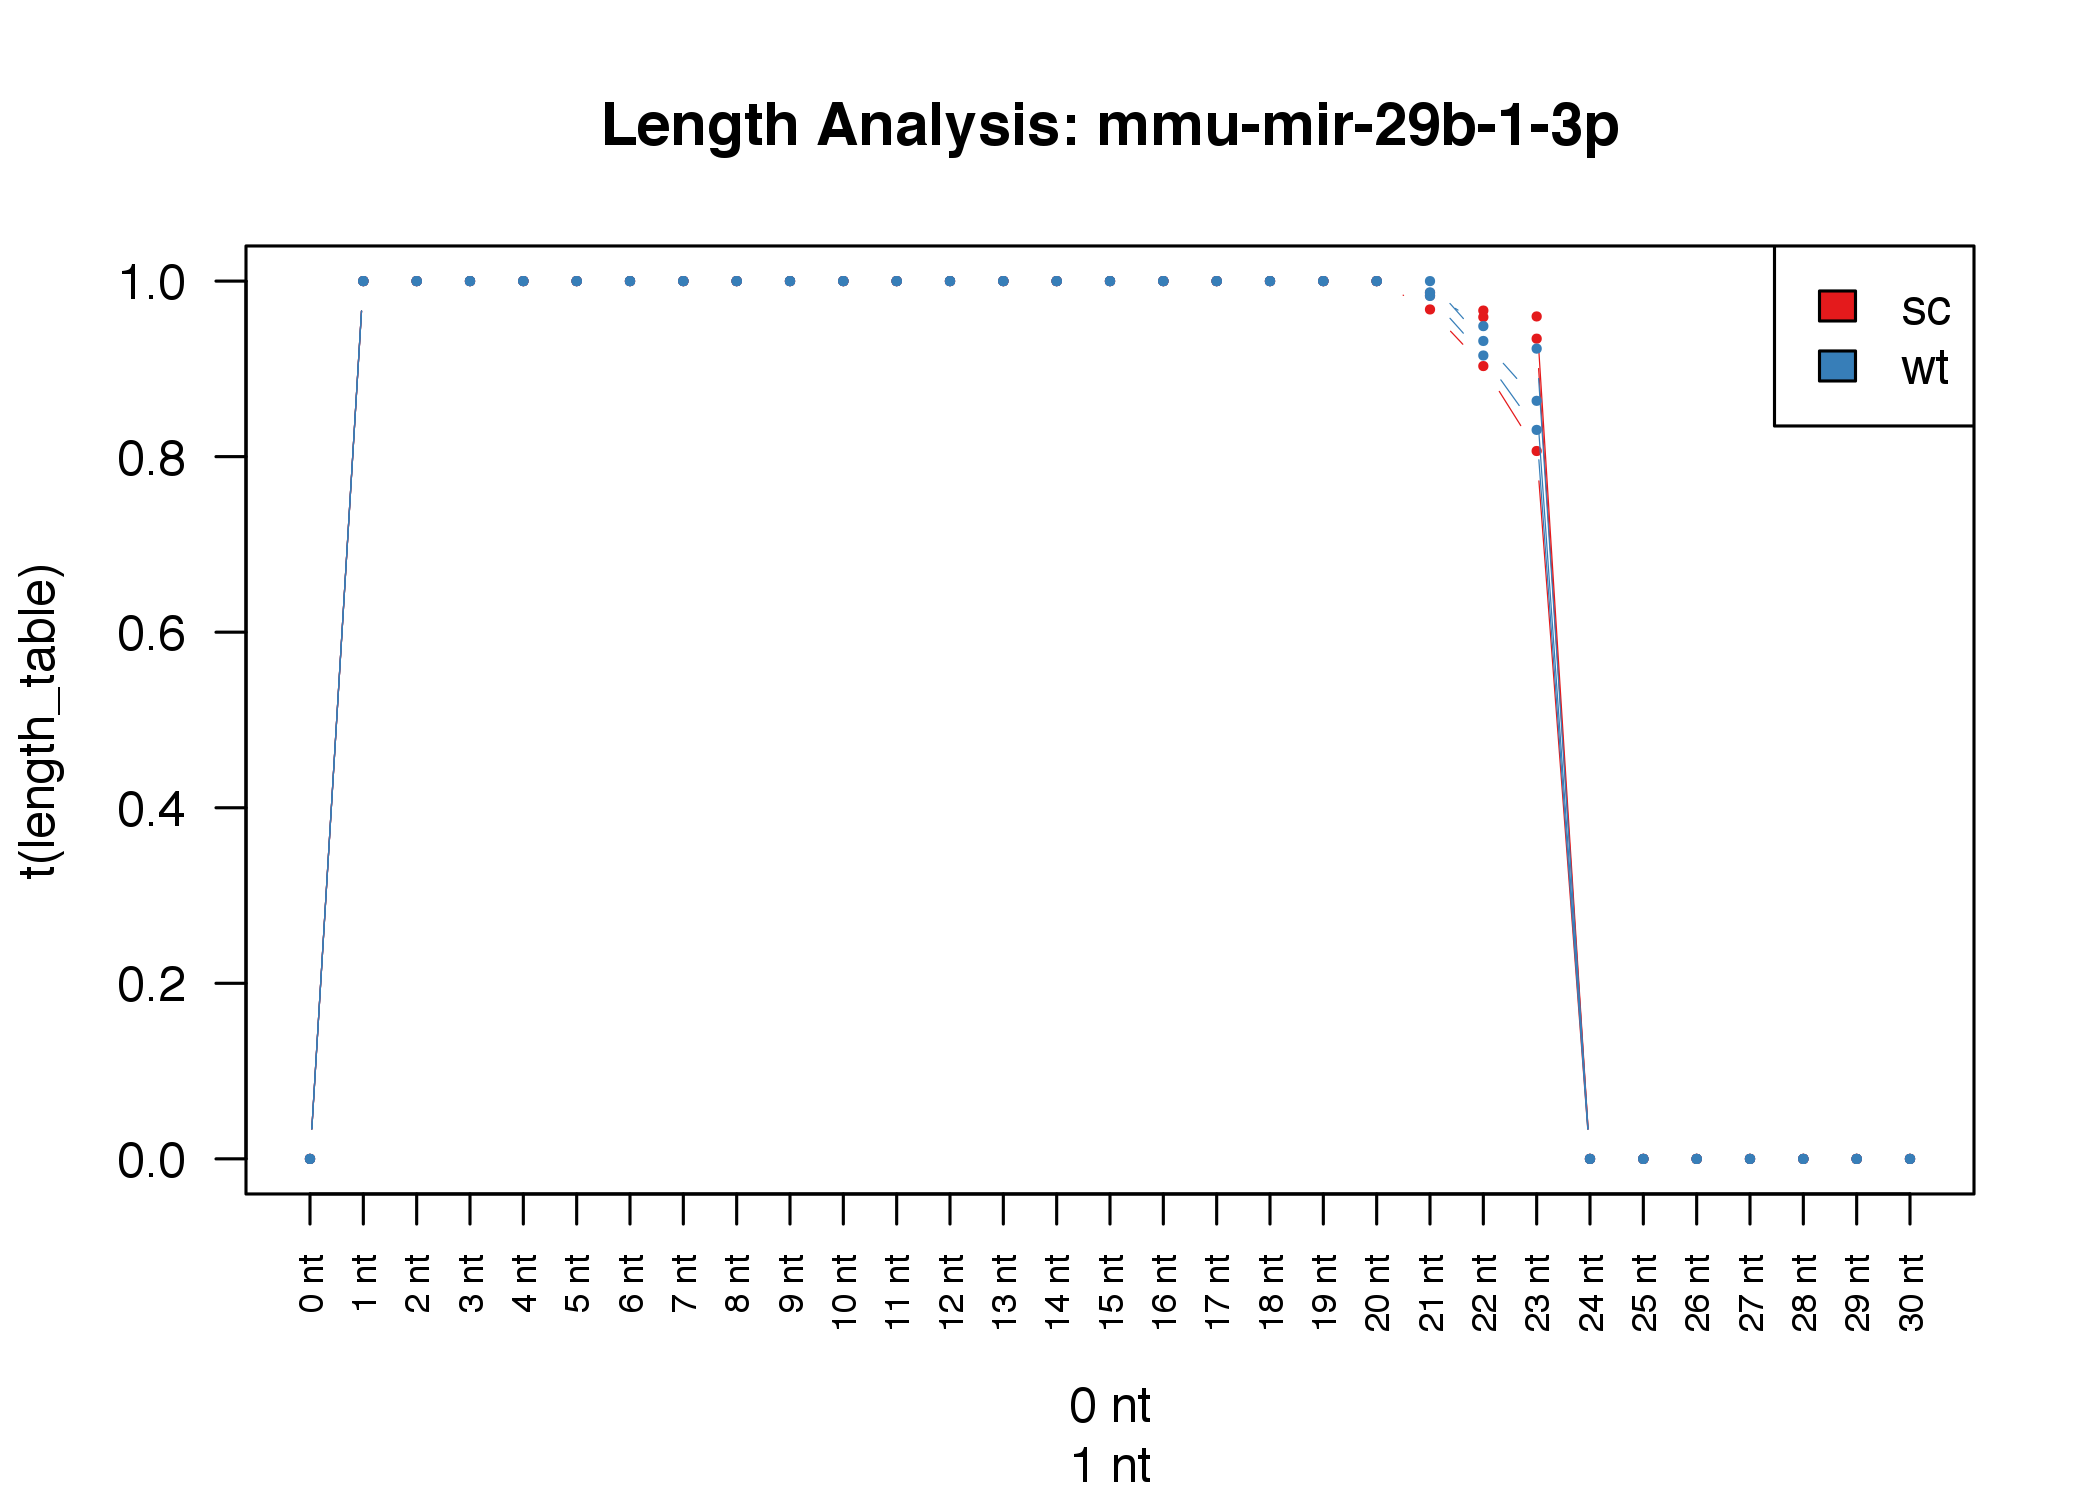 Length Analysis: mmu-mir-29b-1-3p
sc
wt
t(length_table)
1.0
0.8
0.6
0.4
0.2
0.0
0 nt
1 nt
2 nt
3 nt
4 nt
5 nt
6 nt
7 nt
8 nt
9 nt
10 nt
11 nt
12 nt
13 nt
14 nt
15 nt
16 nt
17 nt
18 nt
19 nt
20 nt
21 nt
22 nt
23 nt
24 nt
25 nt
26 nt
27 nt
28 nt
29 nt
30 nt
0 nt
1 nt